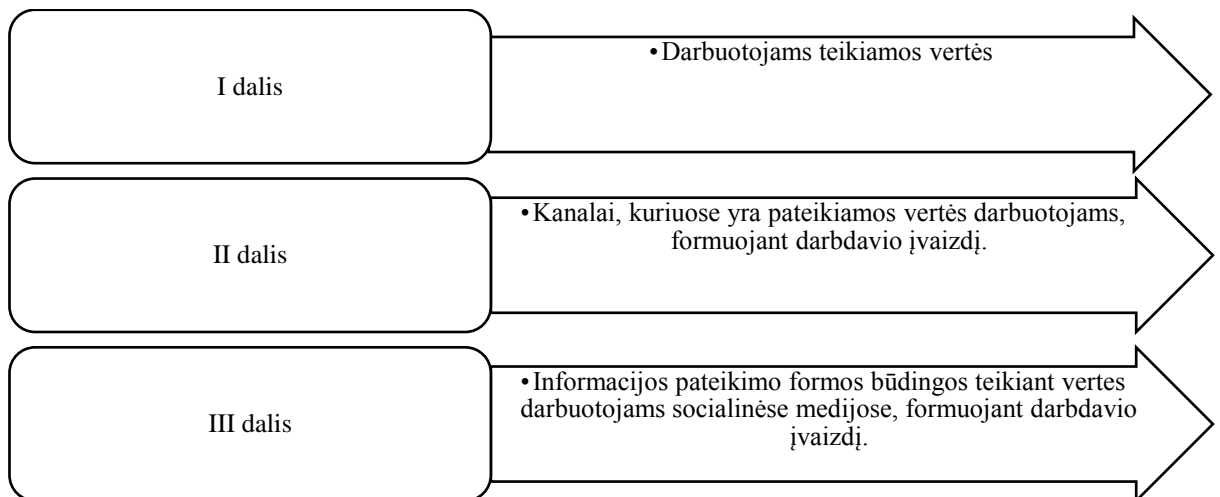 I dalis
•Darbuotojams teikiamos vertės
II dalis
•Kanalai, kuriuose yra pateikiamos vertės darbuotojams,
formuojant darbdavio įvaizdį.
III dalis
•Informacijos pateikimo formos būdingos teikiant vertes
darbuotojams socialinėse medijose, formuojant darbdavio
įvaizdį.